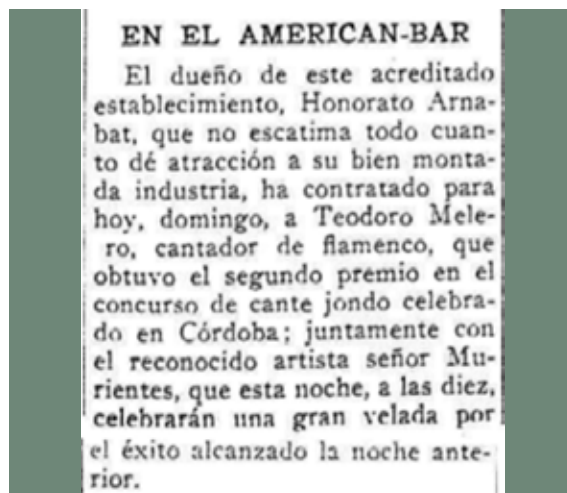 EN EL AMERICAN-BAR
El dueño de este acreditado
establecimiento, Honorato Arna-
bat, que no escatima todo cuan-
to dé atracción a su bien monta-
da industria, ha contratado para
hoy, domingo, a Teodoro Mele-
ro, cantador de flamenco, que
obtuvo el segundo premio en el
concurso de cante jondo celebra-
do en Córdoba; juntamente con
el reconocido artista señor Mu-
rientes, que esta noche, a las diez,
celebrarán una gran velada por
el éxito alcanzado la noche ante-
rior.